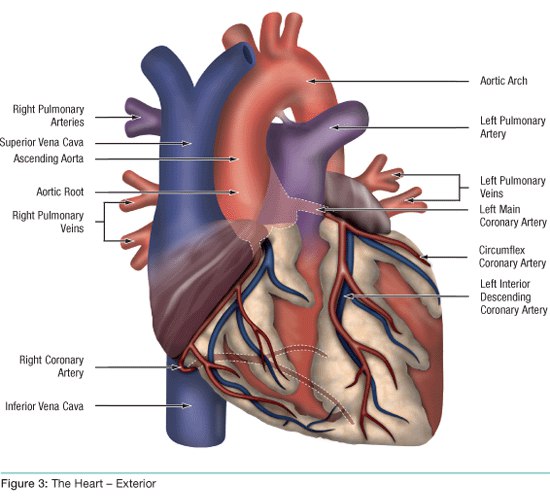 Right Pulmonary
Arteries
Superior Vena Cava
Ascending Aorta
Aortic Root
Right Pulmonary
Veins
Right Coronary
Artery
Inferior Vena Cava
Aortic Arch
Left Pulmonary
Artery
Left Pulmonary
Veins
Left Main
Coronary Artery
Circumflex
Coronary Artery
Left Interior
Descending
Coronary Artery
Figure 3: The Heart – Exterior